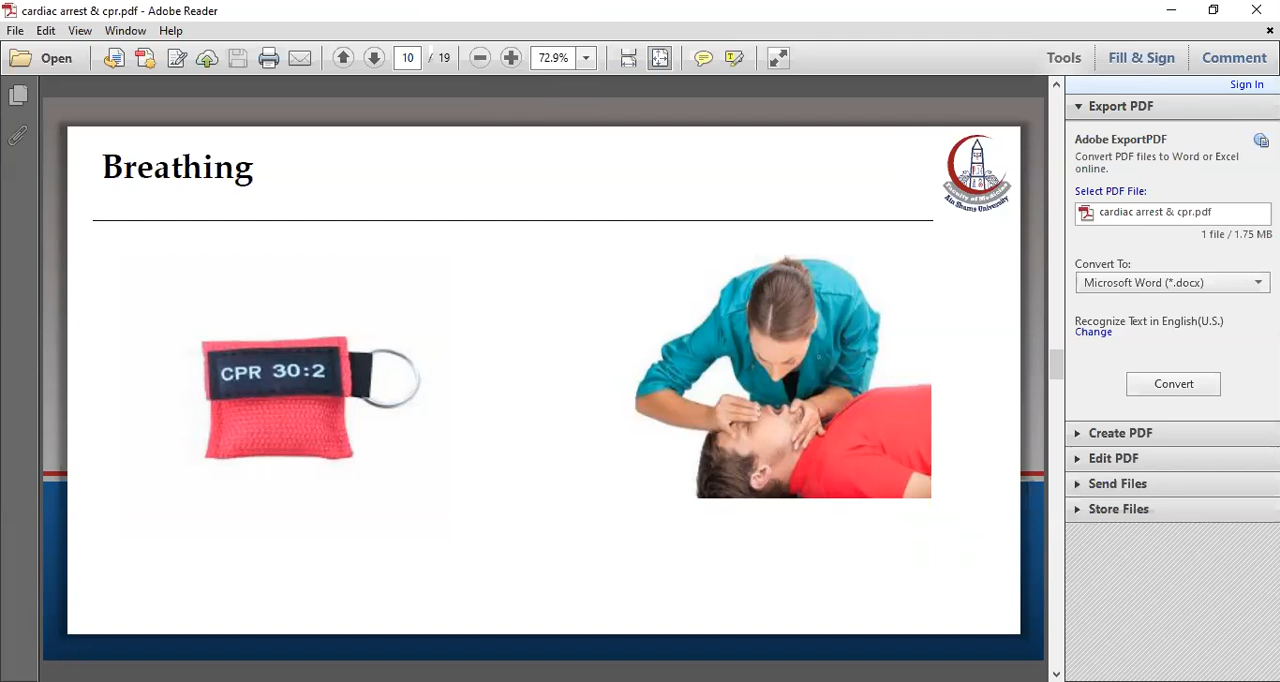 cardiac arrest & cpr.pdf - Adobe Reader
File Edit View Window Help
Open 10 / 19 72.9% Tools Fill & Sign Comment
Sign In
Export PDF
Adobe ExportPDF
Convert PDF files to Word or Excel
online.
Select PDF File:
cardiac arrest & cpr.pdf
1 file / 1.75 MB
Convert To:
Microsoft Word (*.docx)
Recognize Text in English(U.S.)
Change
Convert
Create PDF
Edit PDF
Send Files
Store Files
Breathing
Faculty of Medicine
Ain Shams University
CPR 30:2